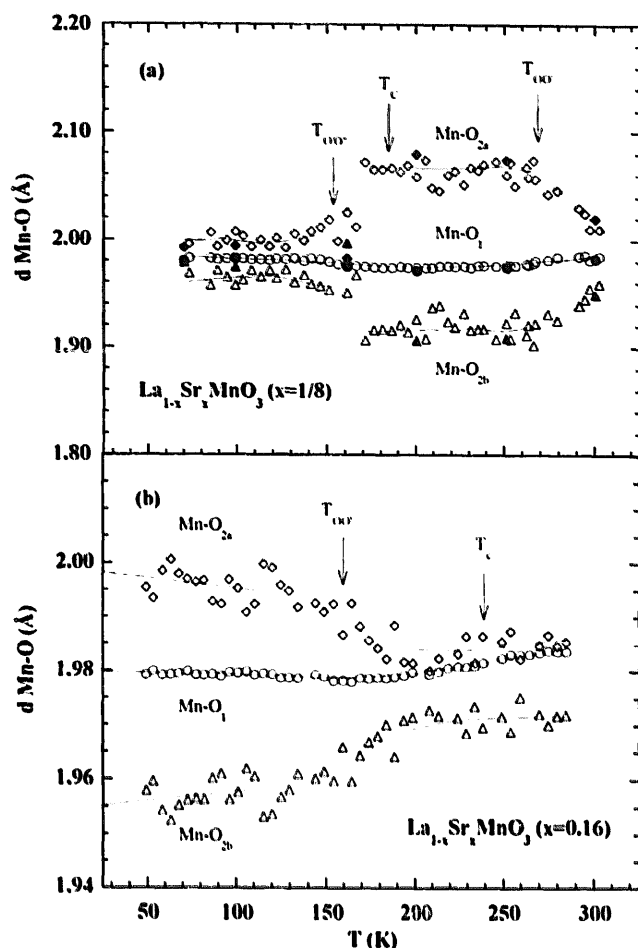 2.20
(a)
T_OO'
T_c
2.10
Mn-O_2a
T_OO''
d Mn-O (Å)
Mn-O_1
2.00
1.90
Mn-O_2b
La_1-x Sr_x MnO_3 (x=1/8)
1.80
(b)
T_OO'
Mn-O_2a
T_c
2.00
d Mn-O (Å)
1.98
Mn-O_1
1.96
La_1-x Sr_x MnO_3 (x=0.16)
Mn-O_2b
1.94
50 100 150 200 250 300
T (K)